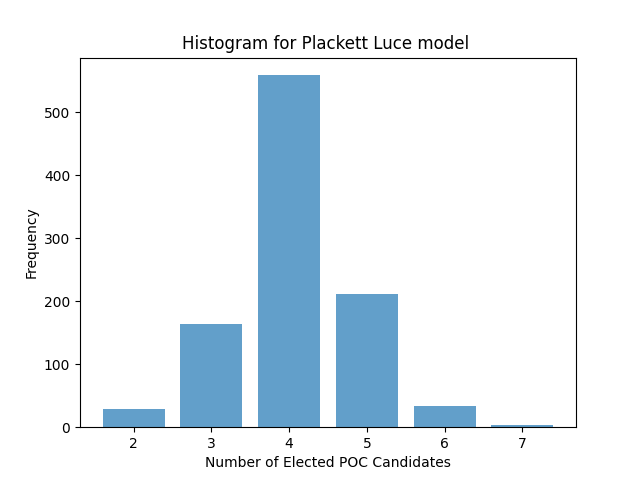 Histogram for Plackett Luce model
500
400
300
200
100
0
Frequency
2 3 4 5 6 7
Number of Elected POC Candidates